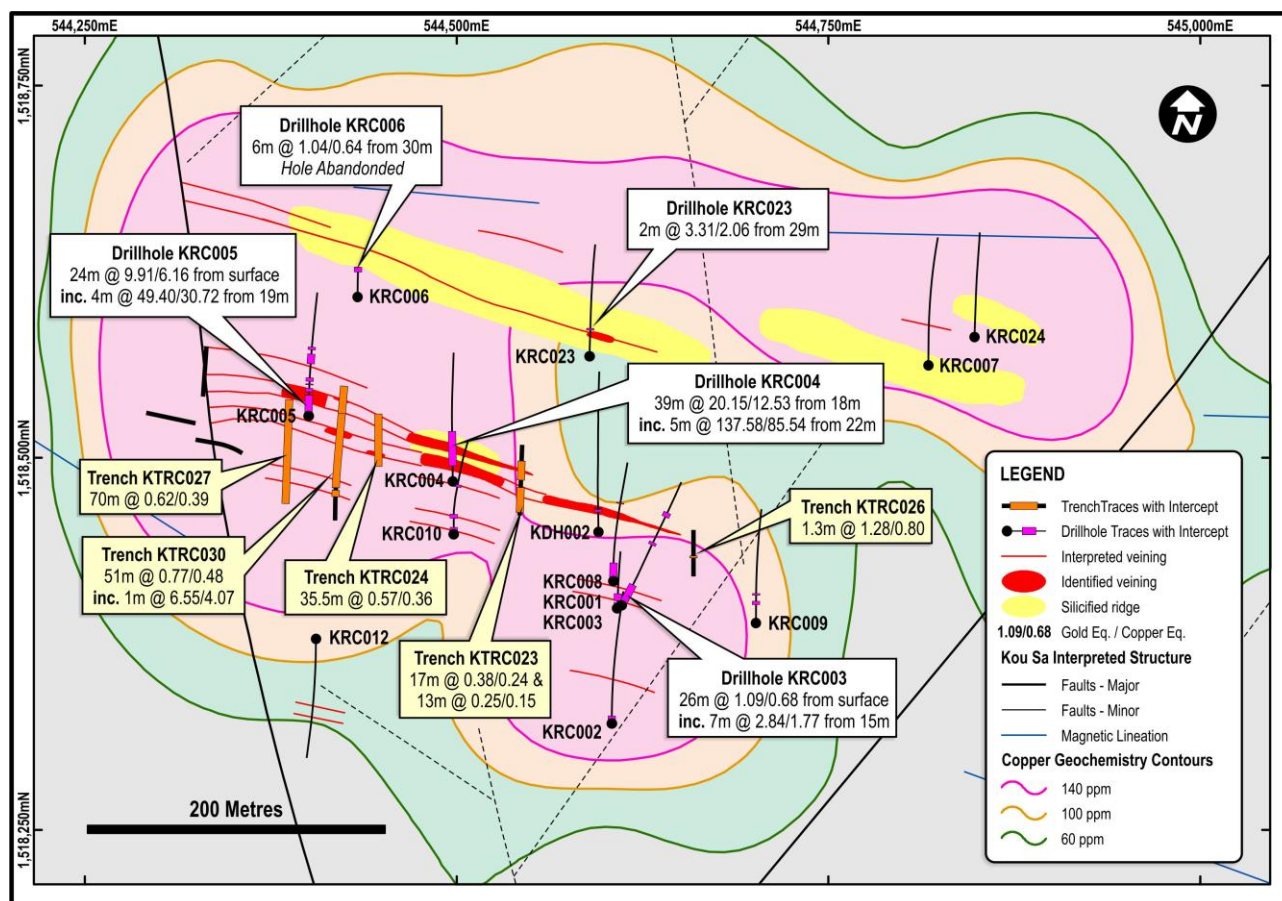 544,250mE
544,500mE
544,750mE
545,000mE
1,518,750mN
1,518,500mN
1,518,250mN
N
Drillhole KRC006
6m @ 1.04/0.64 from 30m
Hole Abandonded
Drillhole KRC023
2m @ 3.31/2.06 from 29m
Drillhole KRC005
24m @ 9.91/6.16 from surface
inc. 4m @ 49.40/30.72 from 19m
KRC006
KRC023
KRC024
KRC007
Drillhole KRC004
39m @ 20.15/12.53 from 18m
inc. 5m @ 137.58/85.54 from 22m
KRC005
Trench KTRC027
70m @ 0.62/0.39
KRC004
KRC010
KDH002
Trench KTRC026
1.3m @ 1.28/0.80
Trench KTRC030
51m @ 0.77/0.48
inc. 1m @ 6.55/4.07
Trench KTRC024
35.5m @ 0.57/0.36
KRC008
KRC001
KRC003
KRC009
KRC012
Trench KTRC023
17m @ 0.38/0.24 &
13m @ 0.25/0.15
Drillhole KRC003
26m @ 1.09/0.68 from surface
inc. 7m @ 2.84/1.77 from 15m
KRC002
200 Metres
LEGEND
TrenchTraces with Intercept
Drillhole Traces with Intercept
Interpreted veining
Identified veining
Silicified ridge
1.09/0.68 Gold Eq. / Copper Eq.
Kou Sa Interpreted Structure
Faults - Major
Faults - Minor
Magnetic Lineation
Copper Geochemistry Contours
140 ppm
100 ppm
60 ppm